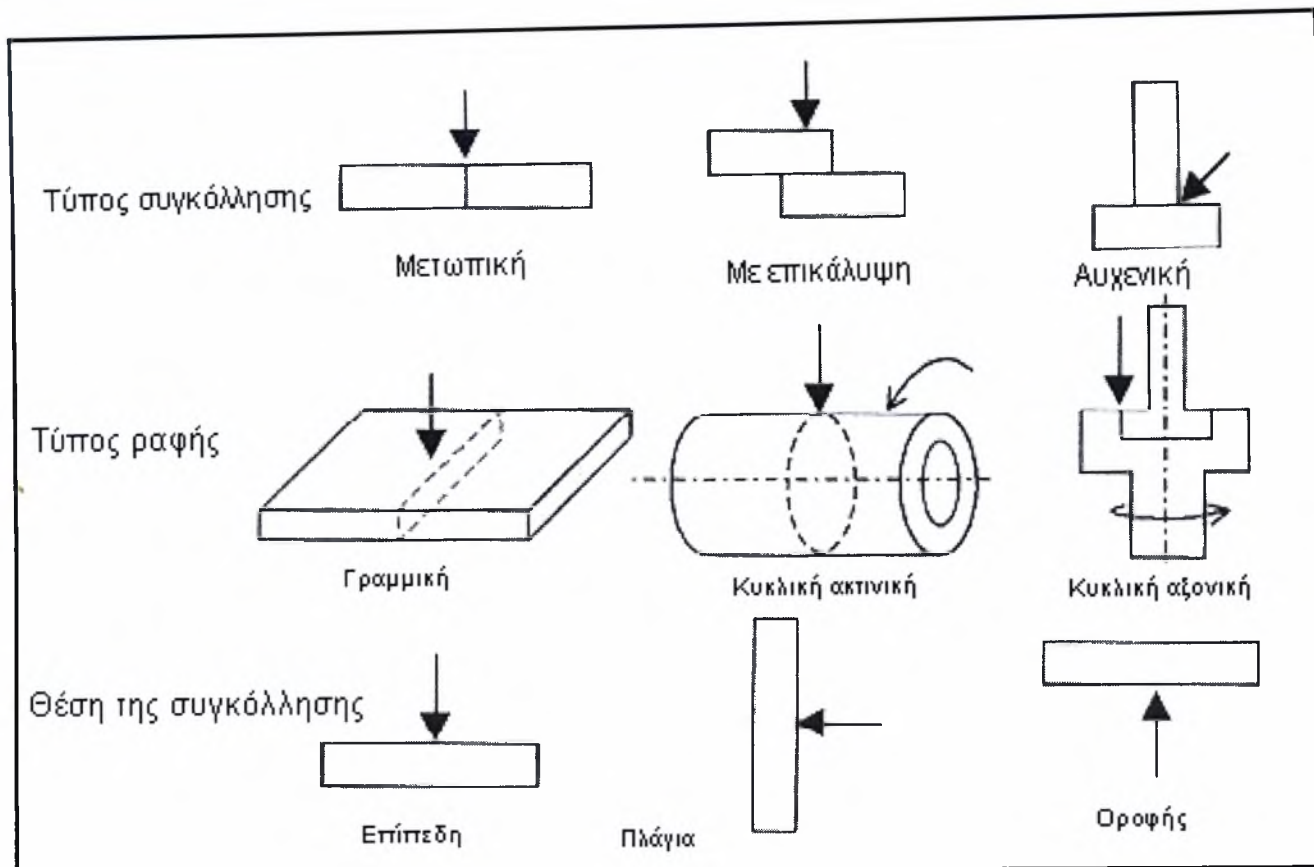 Τύπος συγκόλλησης
Μετωπική
Με επικάλυψη
Αυχενική
Τύπος ραφής
Γραμμική
Κυκλική ακτινική
Κυκλική αξονική
Θέση της συγκόλλησης
Επίπεδη
Πλάγια
Οροφής